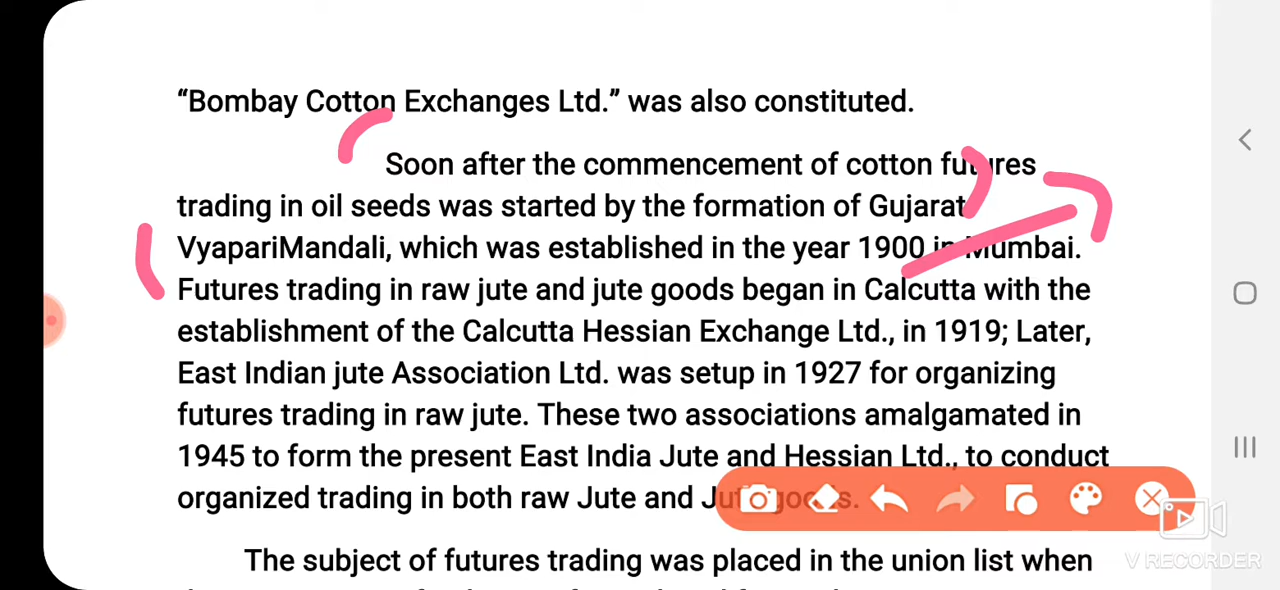 “Bombay Cotton Exchanges Ltd.” was also constituted.
Soon after the commencement of cotton futures
trading in oil seeds was started by the formation of Gujarat
VyapariMandali, which was established in the year 1900 in Mumbai.
Futures trading in raw jute and jute goods began in Calcutta with the
establishment of the Calcutta Hessian Exchange Ltd., in 1919; Later,
East Indian jute Association Ltd. was setup in 1927 for organizing
futures trading in raw jute. These two associations amalgamated in
1945 to form the present East India Jute and Hessian Ltd., to conduct
organized trading in both raw Jute and Jute goods.
The subject of futures trading was placed in the union list when
V RECORDER